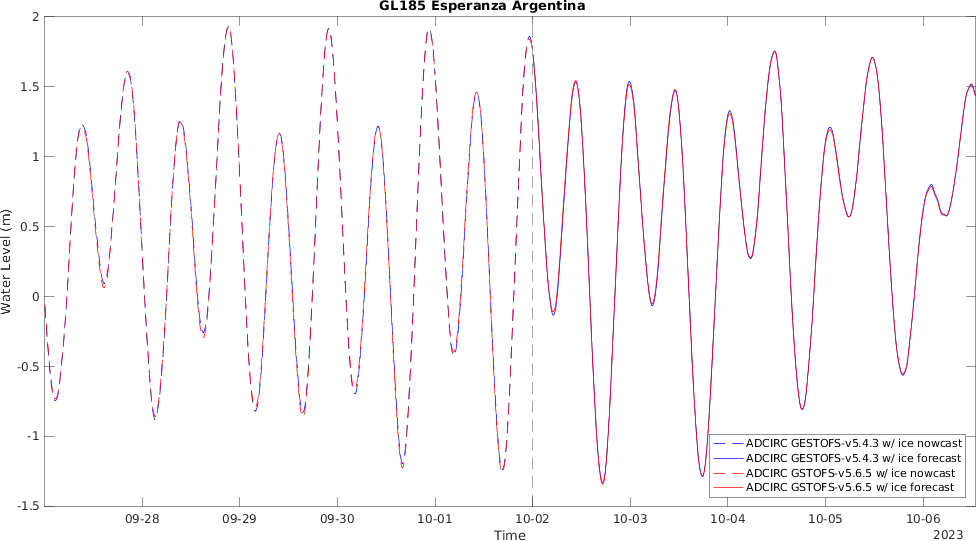 GL185 Esperanza Argentina
Water Level (m)
2
1.5
1
0.5
0
-0.5
-1
-1.5
09-28
09-29
09-30
10-01
10-02
10-03
10-04
10-05
10-06
Time
2023
ADCIRC GESTOFS-v5.4.3 w/ ice nowcast
ADCIRC GESTOFS-v5.4.3 w/ ice forecast
ADCIRC GSTOFS-v5.6.5 w/ ice nowcast
ADCIRC GSTOFS-v5.6.5 w/ ice forecast